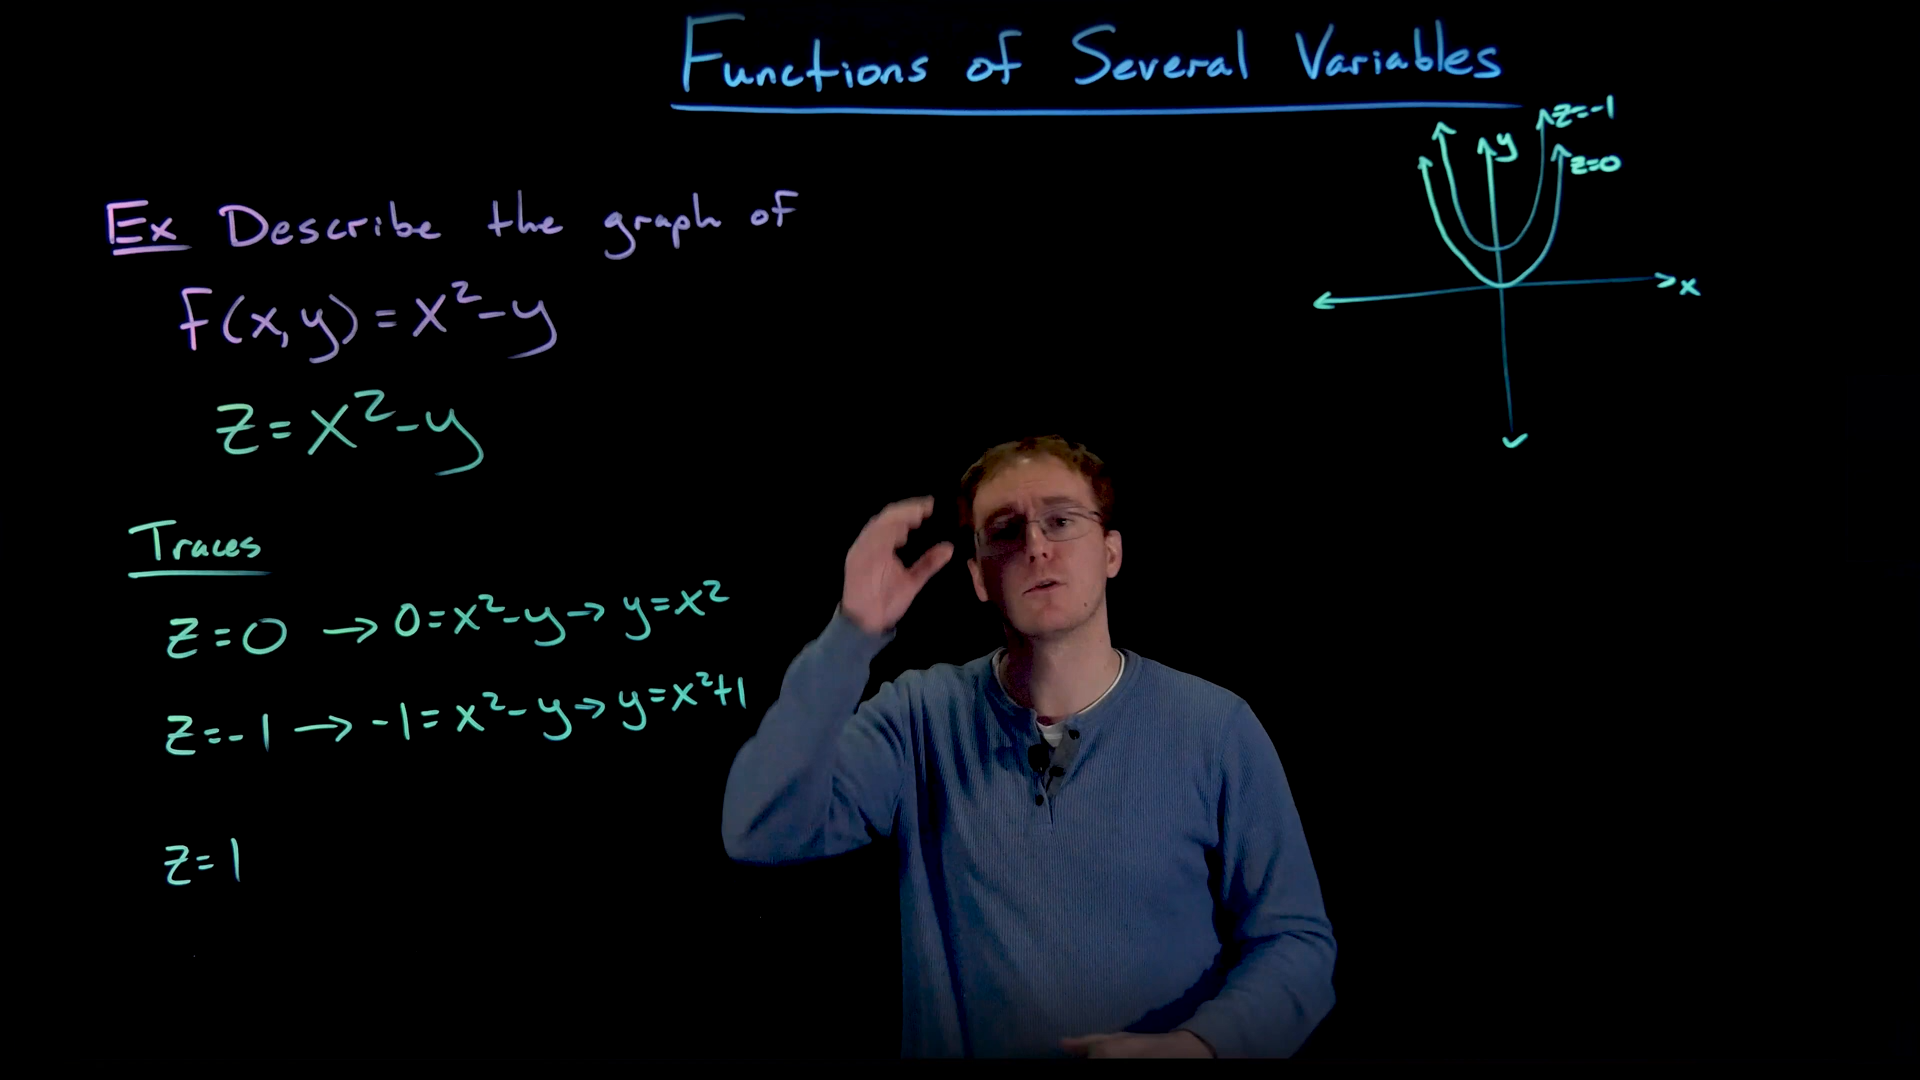 Functions of Several Variables
Ex Describe the graph of
f(x,y)=x²-y
z=x²-y
Traces
z=0 → 0=x²-y → y=x²
z=-1 → -1=x²-y → y=x²+1
z=1
z=-1
y
z=0
x